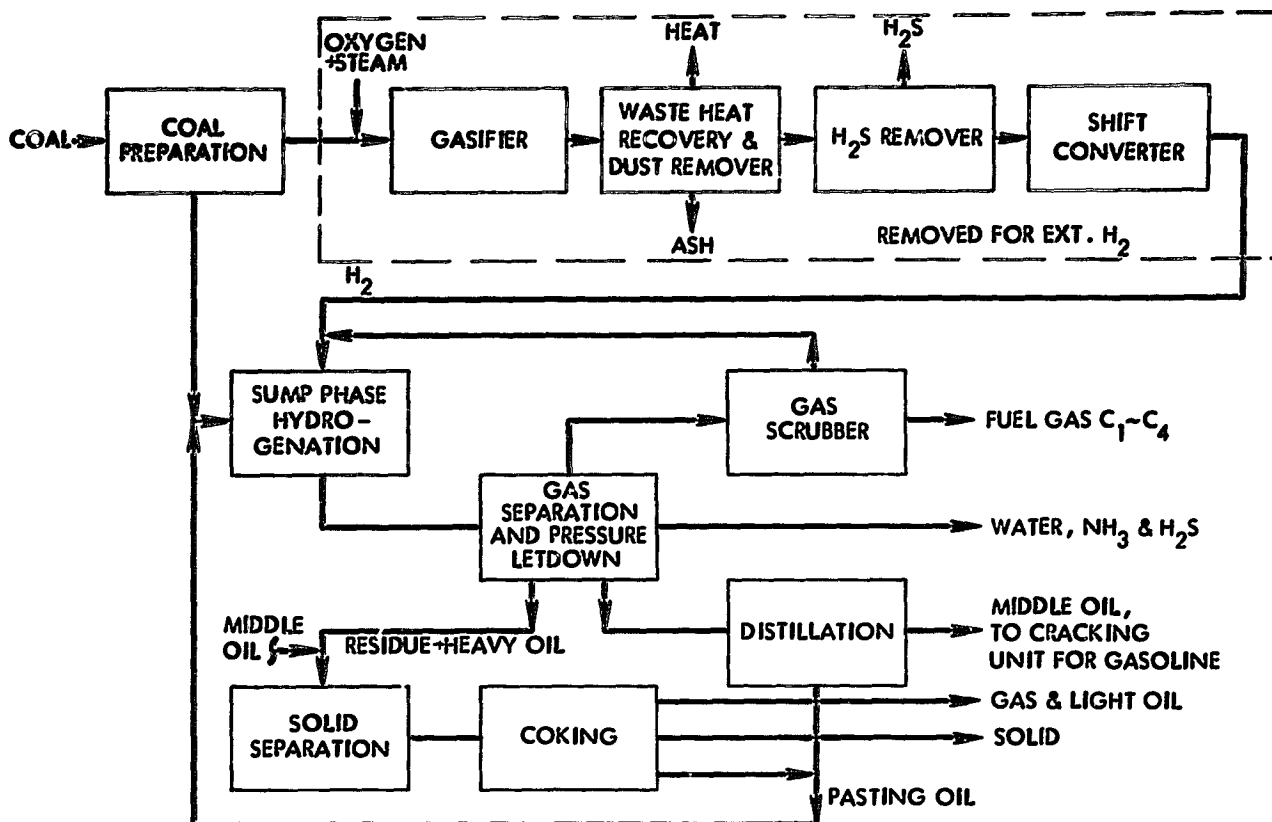 OXYGEN
+STEAM
HEAT
H₂S
COAL
COAL
PREPARATION
GASIFIER
WASTE HEAT
RECOVERY &
DUST REMOVER
H₂S REMOVER
SHIFT
CONVERTER
ASH
REMOVED FOR EXT. H₂
H₂
SUMP PHASE
HYDRO-
GENATION
GAS
SCRUBBER
FUEL GAS C₁~C₄
GAS
SEPARATION
AND PRESSURE
LETDOWN
WATER, NH₃ & H₂S
MIDDLE
OIL
RESIDUE+HEAVY OIL
DISTILLATION
MIDDLE OIL,
TO CRACKING
UNIT FOR GASOLINE
SOLID
SEPARATION
COKING
GAS & LIGHT OIL
SOLID
PASTING OIL